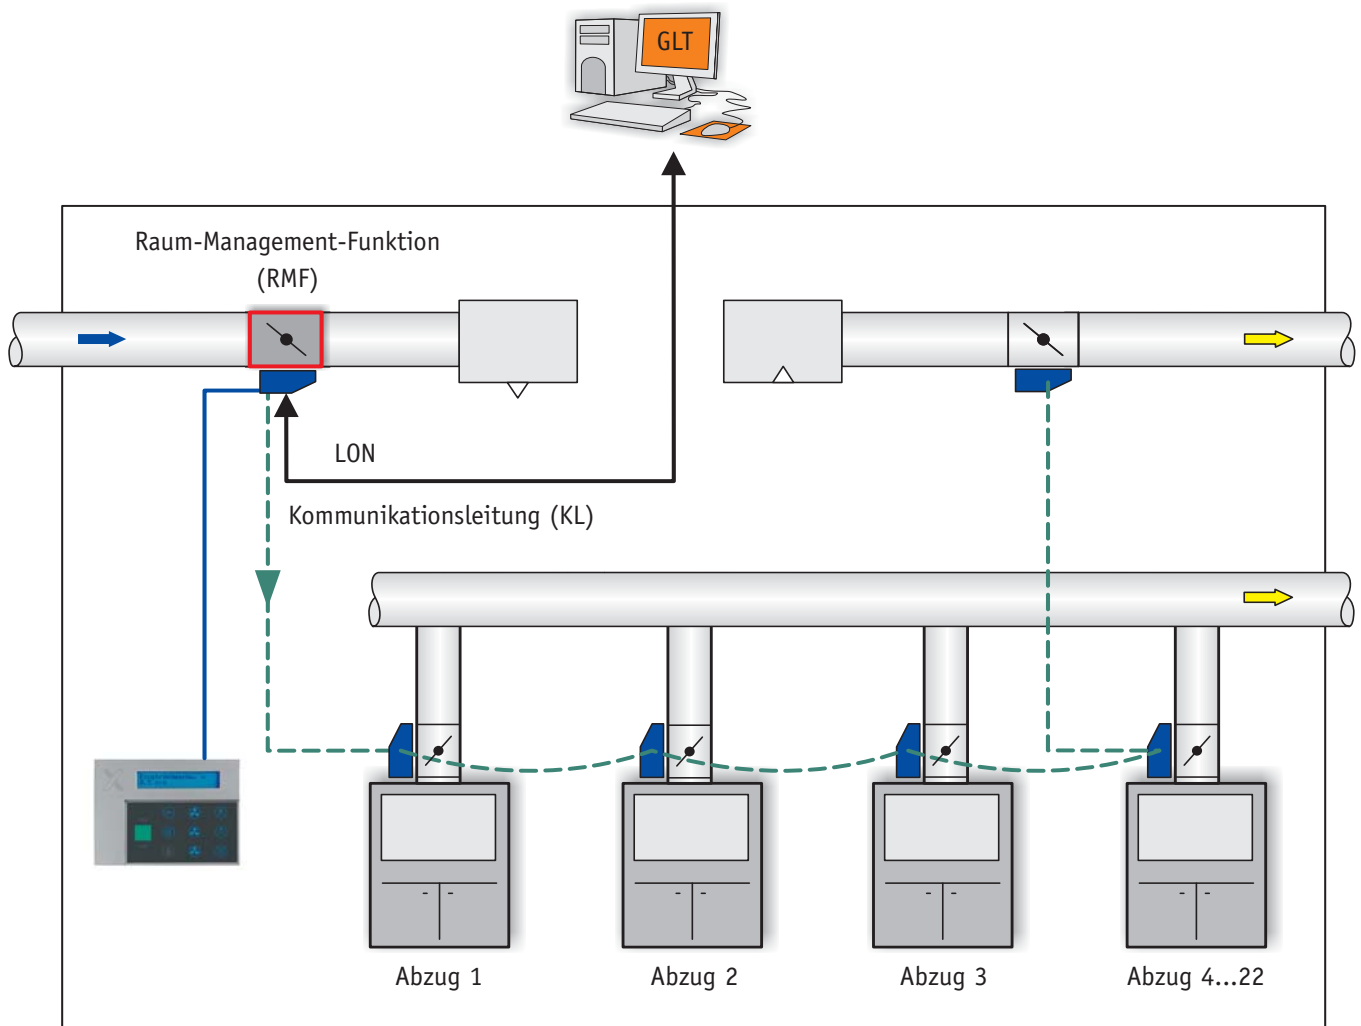 GLT
Raum-Management-Funktion
(RMF)
LON
Kommunikationsleitung (KL)
Abzug 1
Abzug 2
Abzug 3
Abzug 4...22